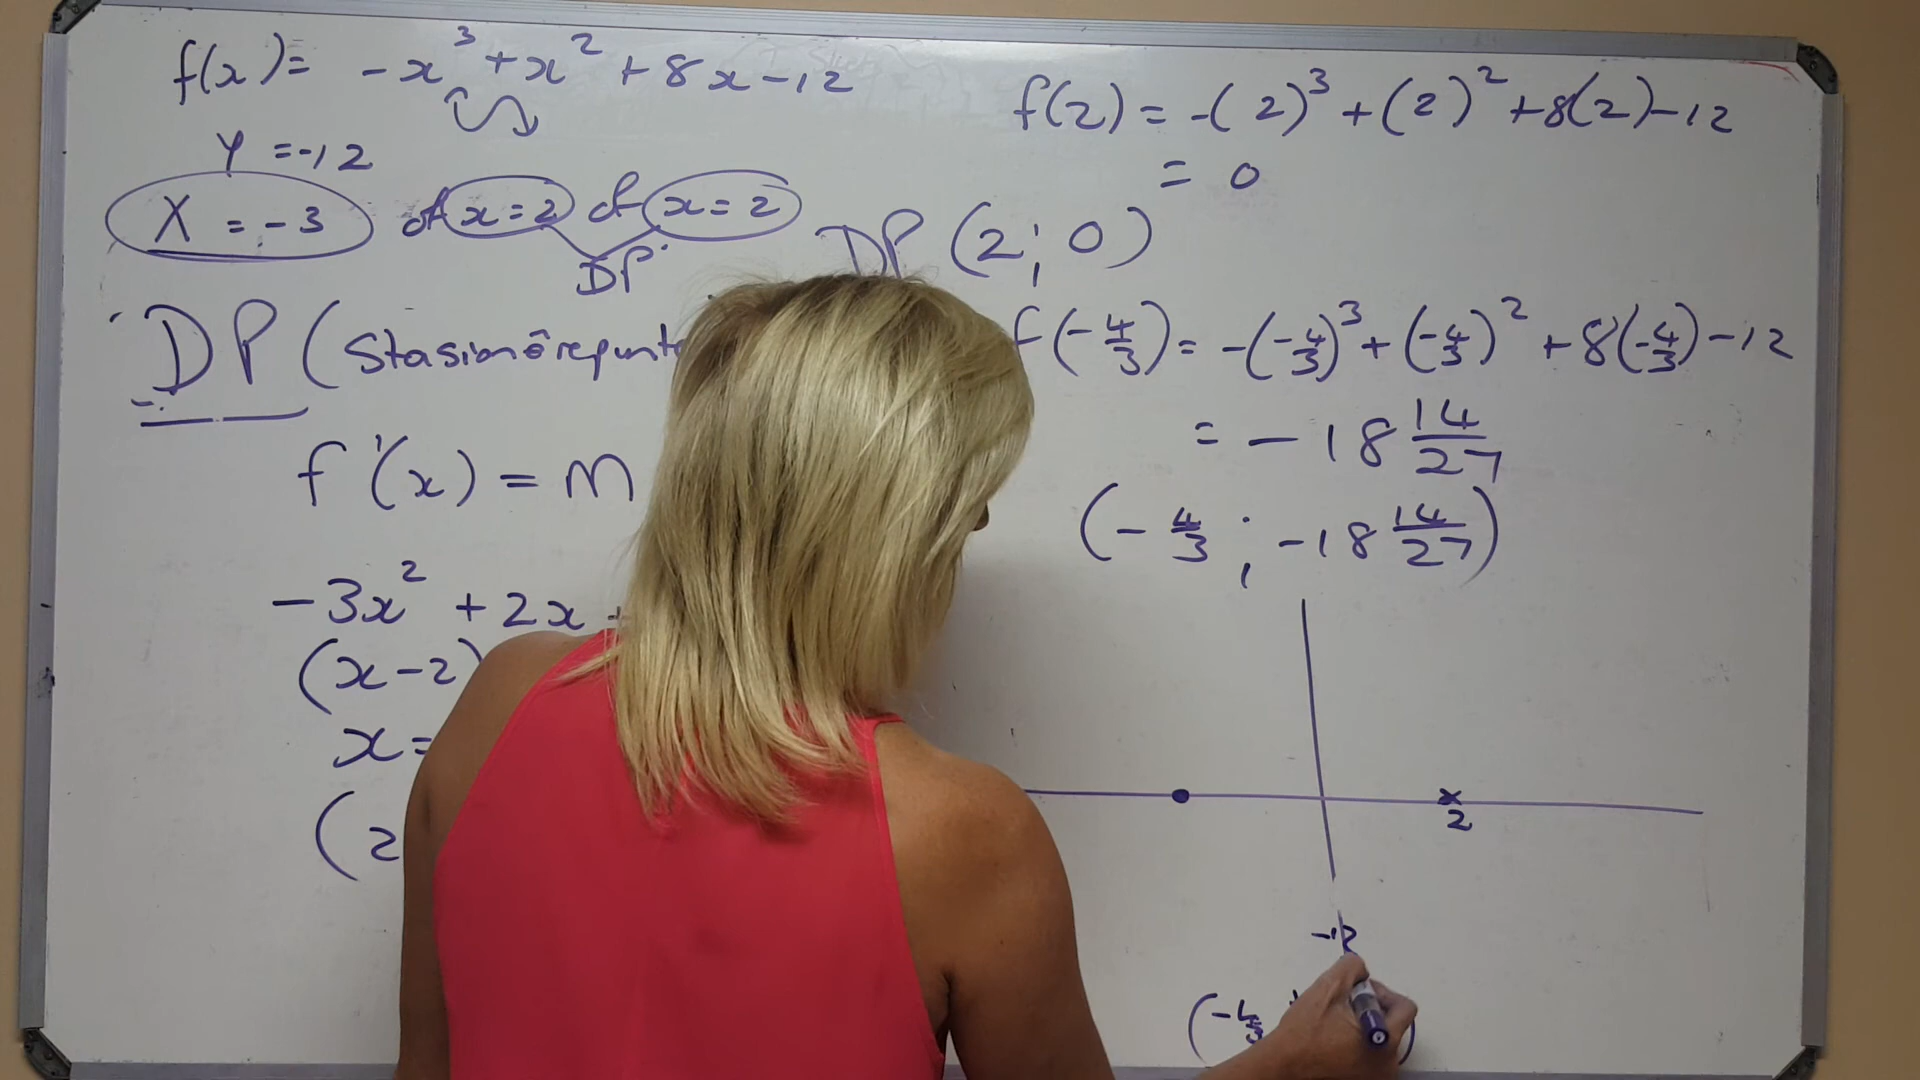 f(x) = -x³ + x² + 8x - 12
y = -12
x = -3 of x = 2 of x = 2
DP
DP (Stasionêrepunte
f'(x) = m
-3x² + 2x +
(x - 2)
x =
(2
f(2) = -(2)³ + (2)² + 8(2) - 12
= 0
DP (2; 0)
f(-4/3) = -(-4/3)³ + (-4/3)² + 8(-4/3) - 12
= -18 14/27
(-4/3 ; -18 14/27)
2
-12
(-4/3